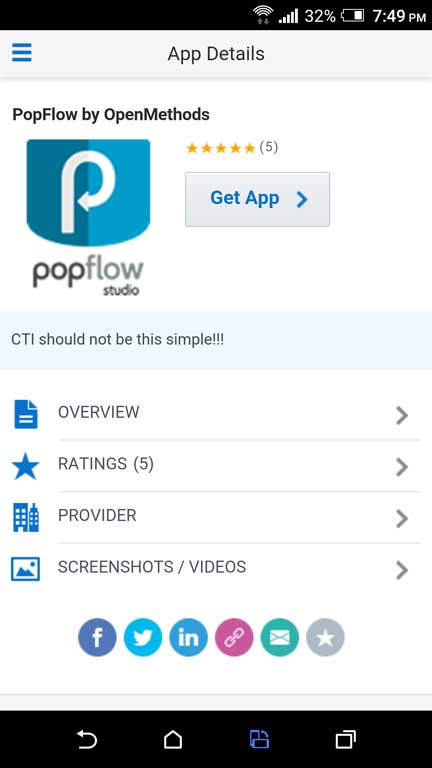 32% 7:49 PM
App Details
PopFlow by OpenMethods
(5)
Get App
popflow
studio
CTI should not be this simple!!!
OVERVIEW
RATINGS (5)
PROVIDER
SCREENSHOTS / VIDEOS